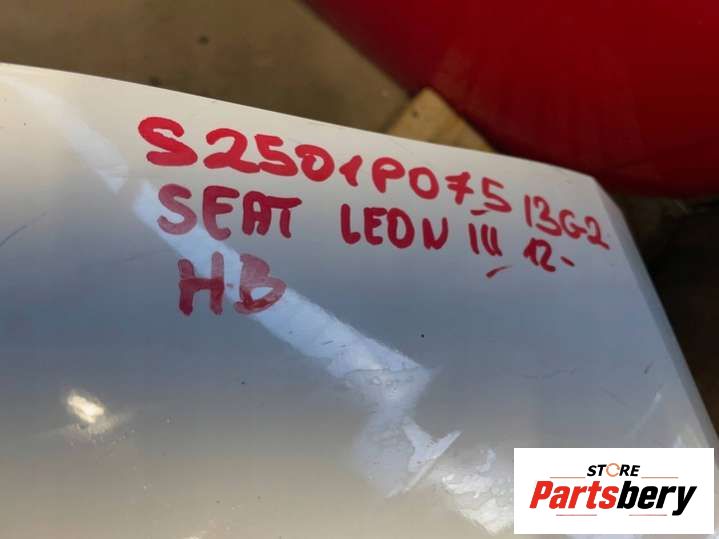 S2501P075 13G2
SEAT LEON III 12-
HB
STORE
Partsbery